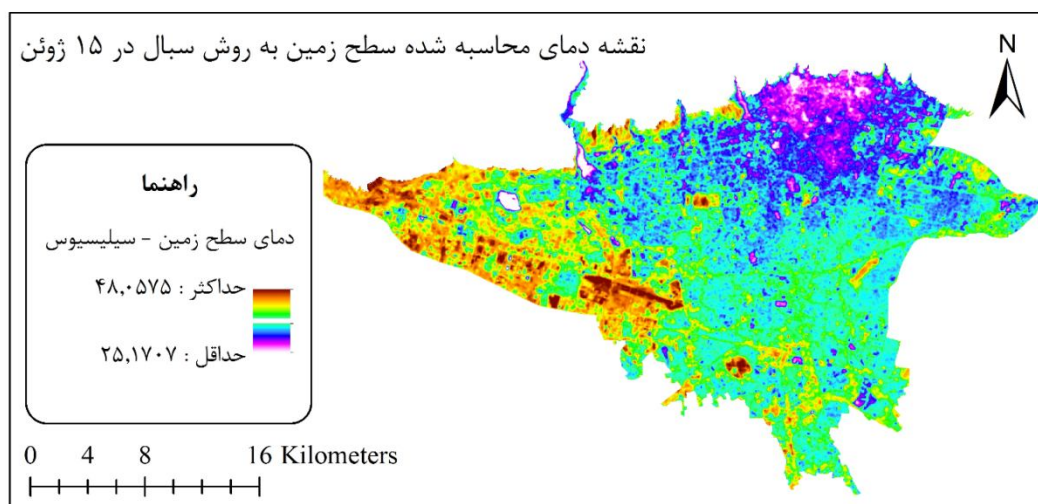 نقشه دمای محاسبه شده سطح زمین به روش سبال در ۱۵ ژوئن
N
راهنما
دمای سطح زمین - سیلیسیوس
حداکثر : ۴۸,۰۵۷۵
حداقل : ۲۵,۱۷۰۷
0 4 8 16 Kilometers